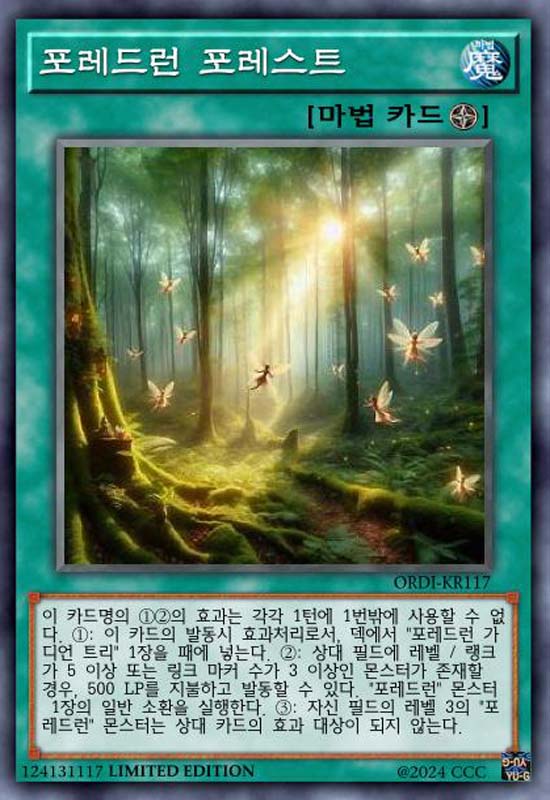 포레드런 포레스트
마법
魔
[마법 카드]
ORDI-KR117
이 카드명의 ①②의 효과는 각각 1턴에 1번밖에 사용할 수 없
다. ①: 이 카드의 발동시 효과처리로서, 덱에서 "포레드런 가
디언 트리" 1장을 패에 넣는다. ②: 상대 필드에 레벨 / 랭크
가 5 이상 또는 링크 마커 수가 3 이상인 몬스터가 존재할
경우, 500 LP를 지불하고 발동할 수 있다. "포레드런" 몬스터
1장의 일반 소환을 실행한다. ③: 자신 필드의 레벨 3의 "포
레드런" 몬스터는 상대 카드의 효과 대상이 되지 않는다.
124131117 LIMITED EDITION
@2024 CCC
YU-G